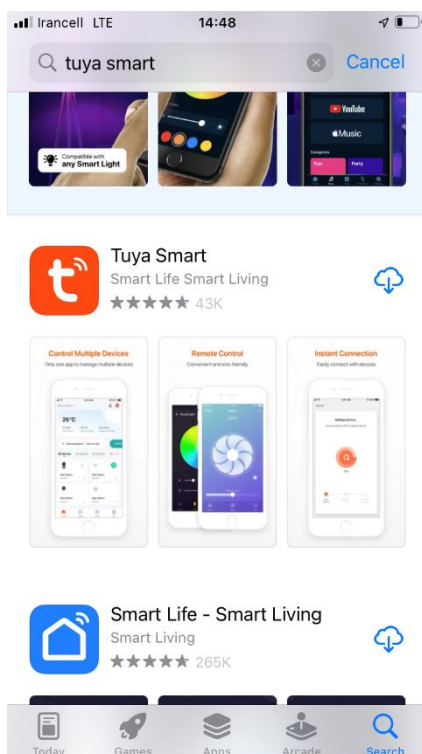 Irancell LTE 14:48
tuya smart Cancel
Compatible with
any Smart Light
YouTube
Music
Categories
Fun Party
Tuya Smart
Smart Life Smart Living
43K
Control Multiple Devices Remote Control Instant Connection
Only one app to manage multiple devices Convenient and eco-friendly Easily connect with devices
26°C
Adding device...
Smart Life - Smart Living
Smart Living
265K
Today Games Apps Arcade Search